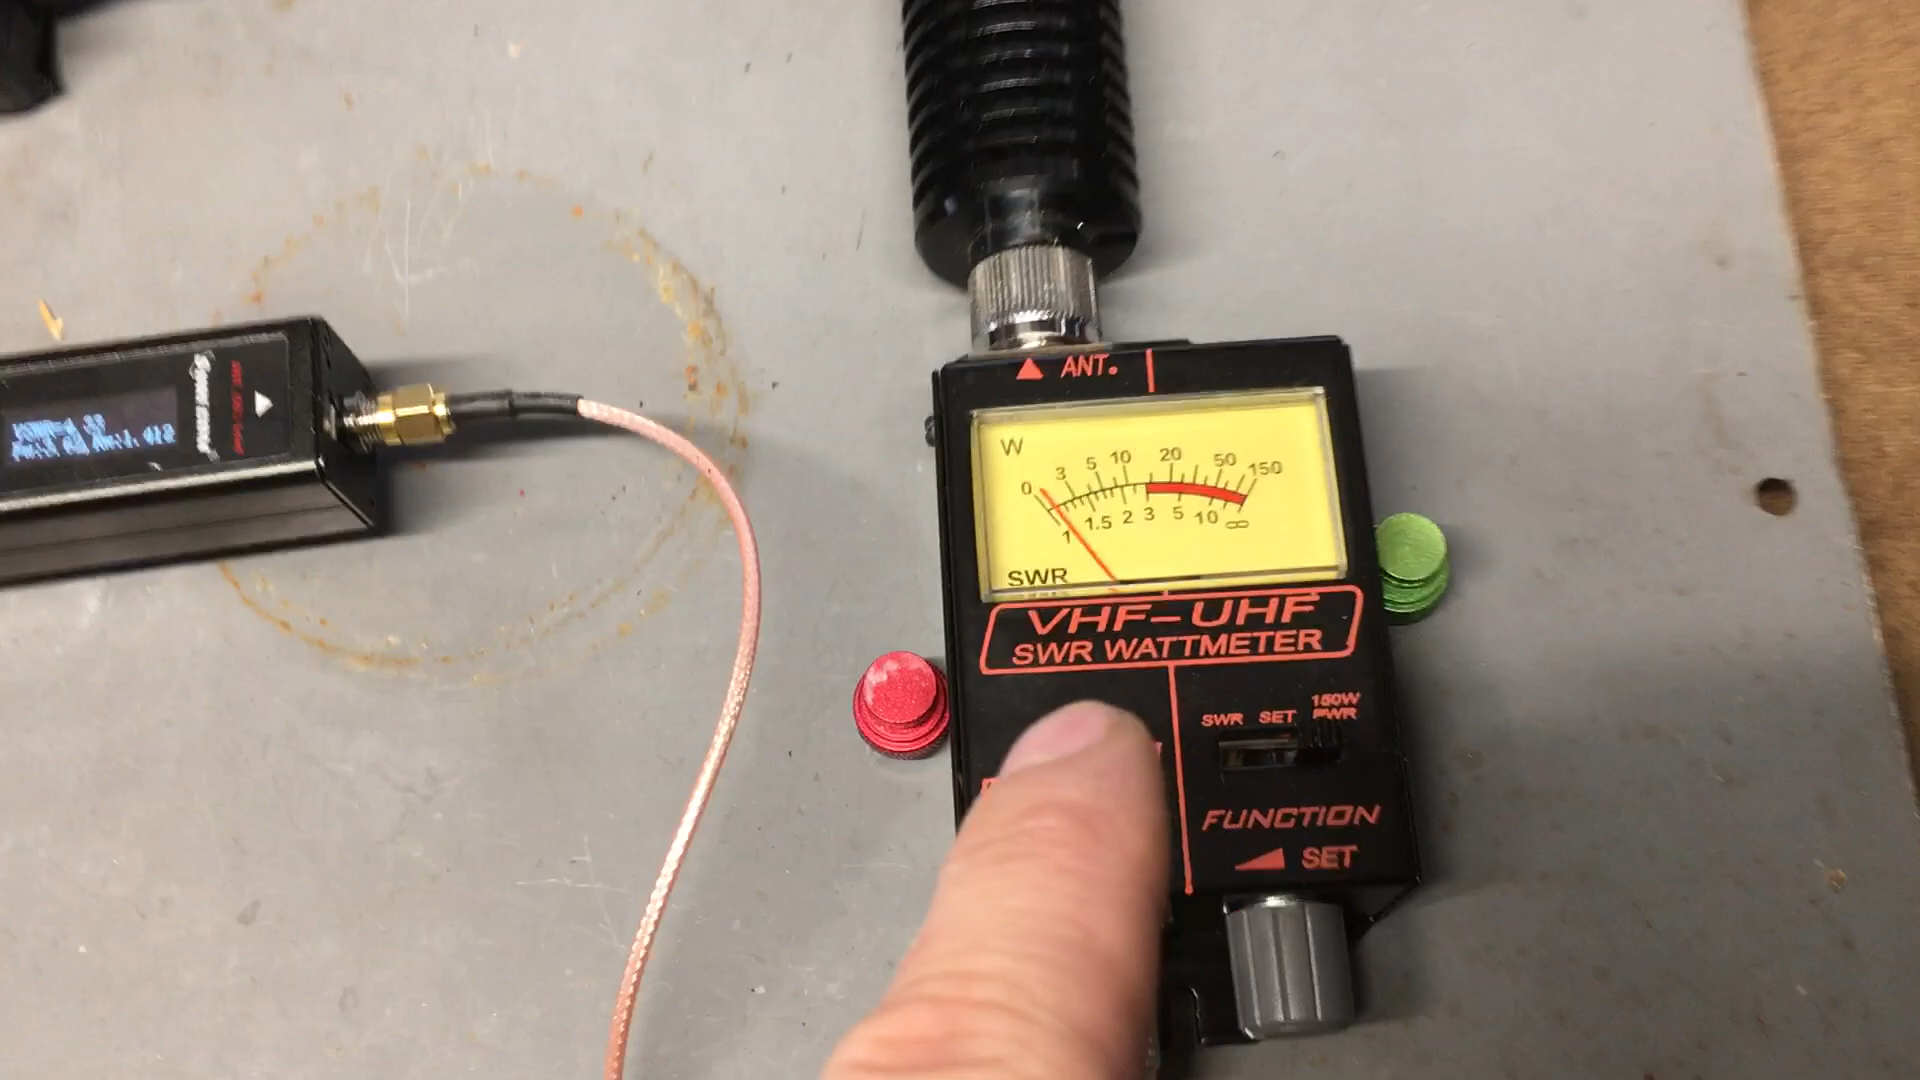 ▲ ANT.
W
0 3 5 10 20 50 150
1 1.5 2 3 5 10 ∞
SWR
VHF-UHF
SWR WATTMETER
SWR SET 150W PWR
FUNCTION
SET